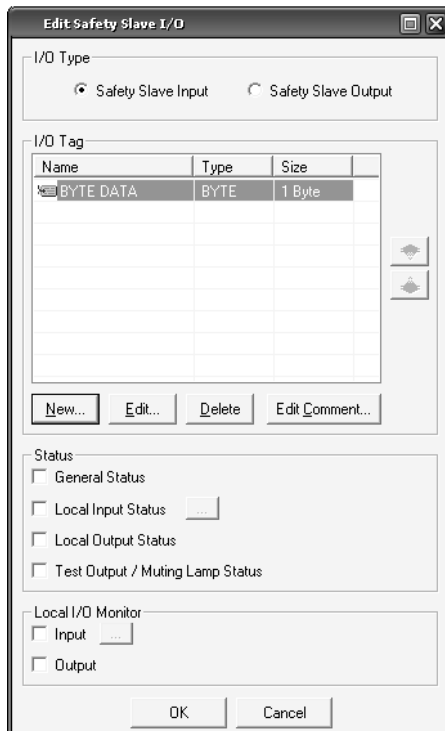 Edit Safety Slave I/O
I/O Type
Safety Slave Input Safety Slave Output
I/O Tag
Name Type Size
BYTE DATA BYTE 1 Byte
New... Edit... Delete Edit Comment...
Status
General Status
Local Input Status ...
Local Output Status
Test Output / Muting Lamp Status
Local I/O Monitor
Input ...
Output
OK Cancel